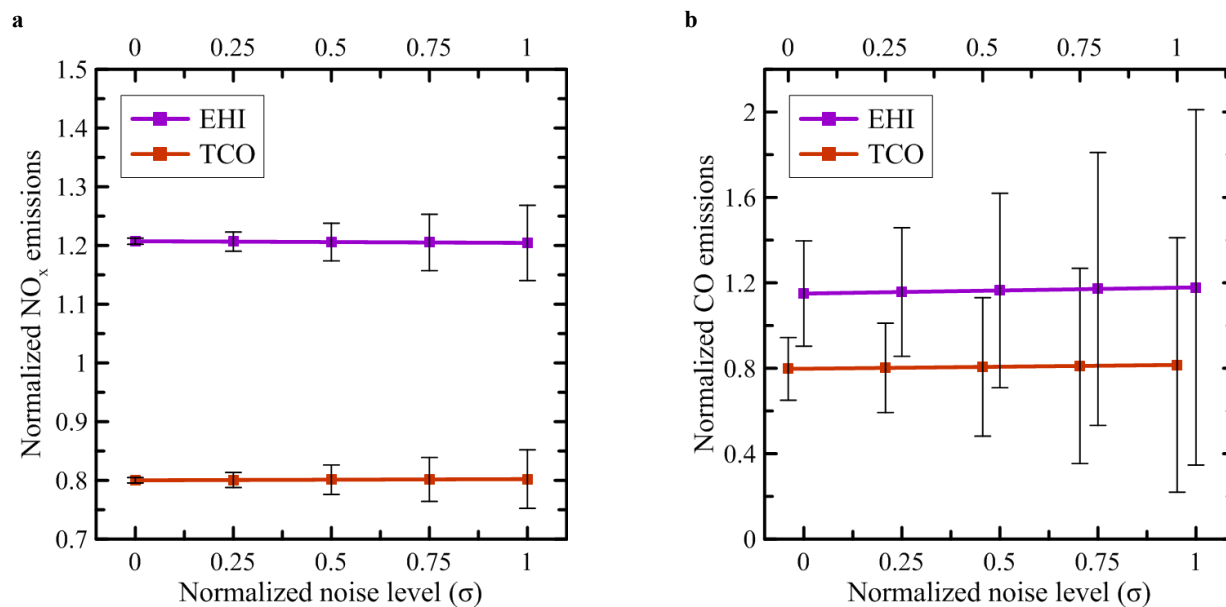 a
0 0.25 0.5 0.75 1
1.5
1.4
1.3
1.2
1.1
1
0.9
0.8
0.7
Normalized NOx emissions
EHI
TCO
0 0.25 0.5 0.75 1
Normalized noise level (σ)
b
0 0.25 0.5 0.75 1
2
1.6
1.2
0.8
0.4
0
Normalized CO emissions
EHI
TCO
0 0.25 0.5 0.75 1
Normalized noise level (σ)